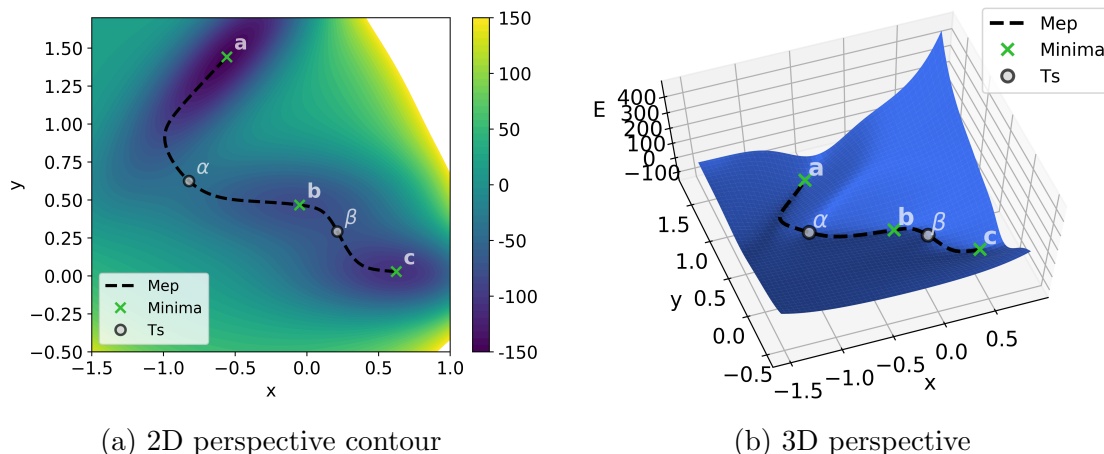 1.50
1.25
1.00
0.75
0.50
0.25
0.00
−0.25
−0.50
y
−1.5
−1.0
−0.5
0.0
0.5
1.0
x
a
α
b
β
c
Mep
Minima
Ts
150
100
50
0
-50
-100
-150
(a) 2D perspective contour
Mep
Minima
Ts
E
400
300
200
100
0
−100
1.5
1.0
0.5
0.0
−0.5
y
−1.5
−1.0
−0.5
0.0
0.5
x
a
α
b
β
c
(b) 3D perspective